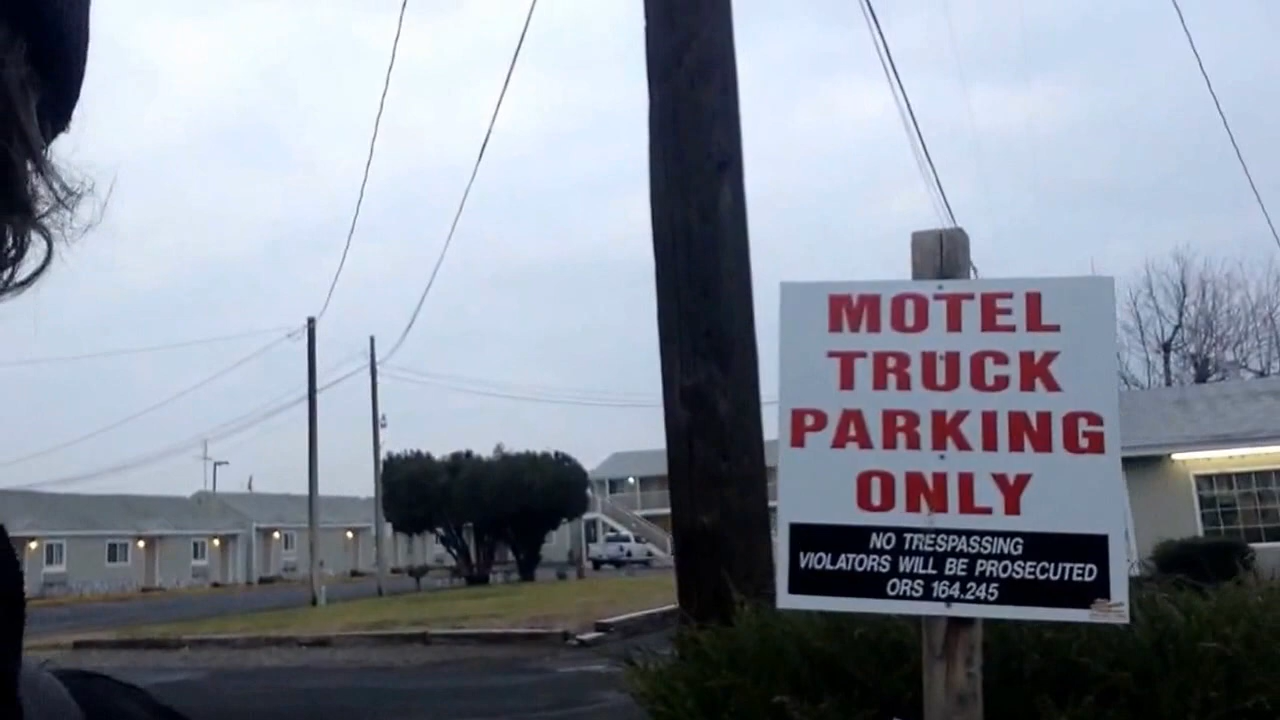 MOTEL
TRUCK
PARKING
ONLY
NO TRESPASSING
VIOLATORS WILL BE PROSECUTED
ORS 164.245